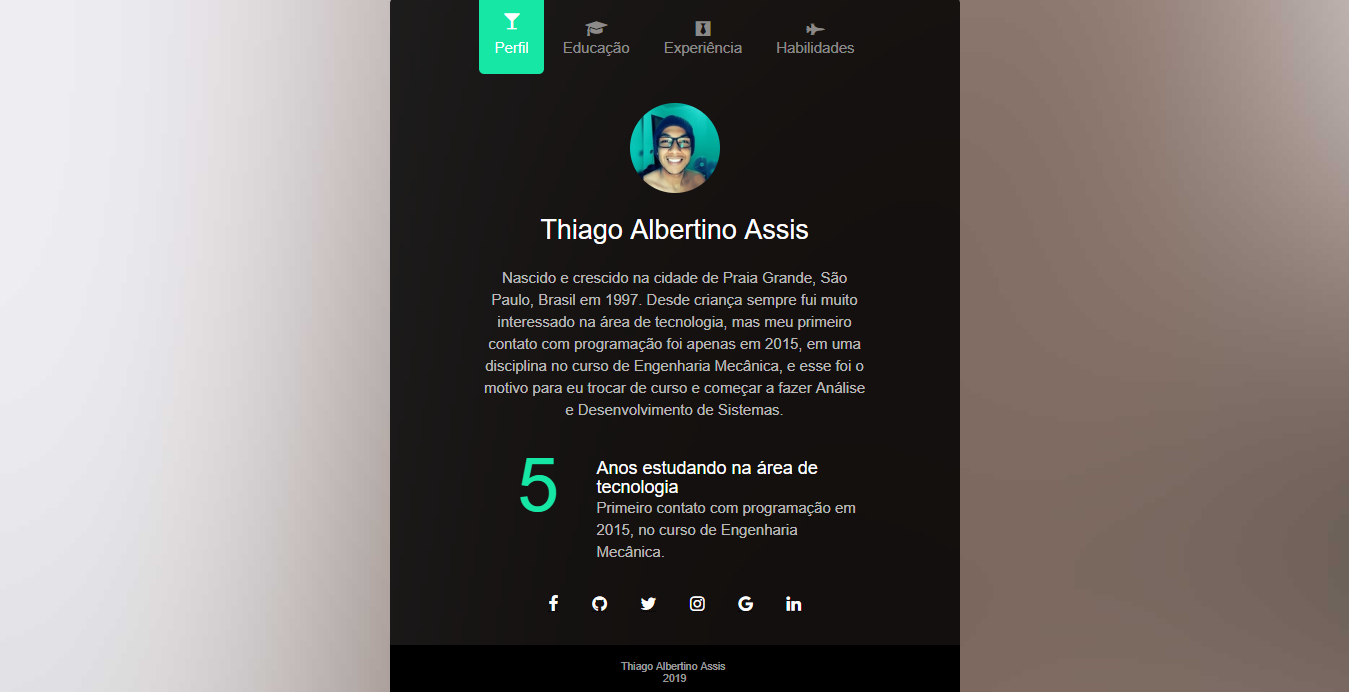 Perfil
Educação
Experiência
Habilidades
Thiago Albertino Assis
Nascido e crescido na cidade de Praia Grande, São
Paulo, Brasil em 1997. Desde criança sempre fui muito
interessado na área de tecnologia, mas meu primeiro
contato com programação foi apenas em 2015, em uma
disciplina no curso de Engenharia Mecânica, e esse foi o
motivo para eu trocar de curso e começar a fazer Análise
e Desenvolvimento de Sistemas.
5
Anos estudando na área de
tecnologia
Primeiro contato com programação em
2015, no curso de Engenharia
Mecânica.
Thiago Albertino Assis
2019